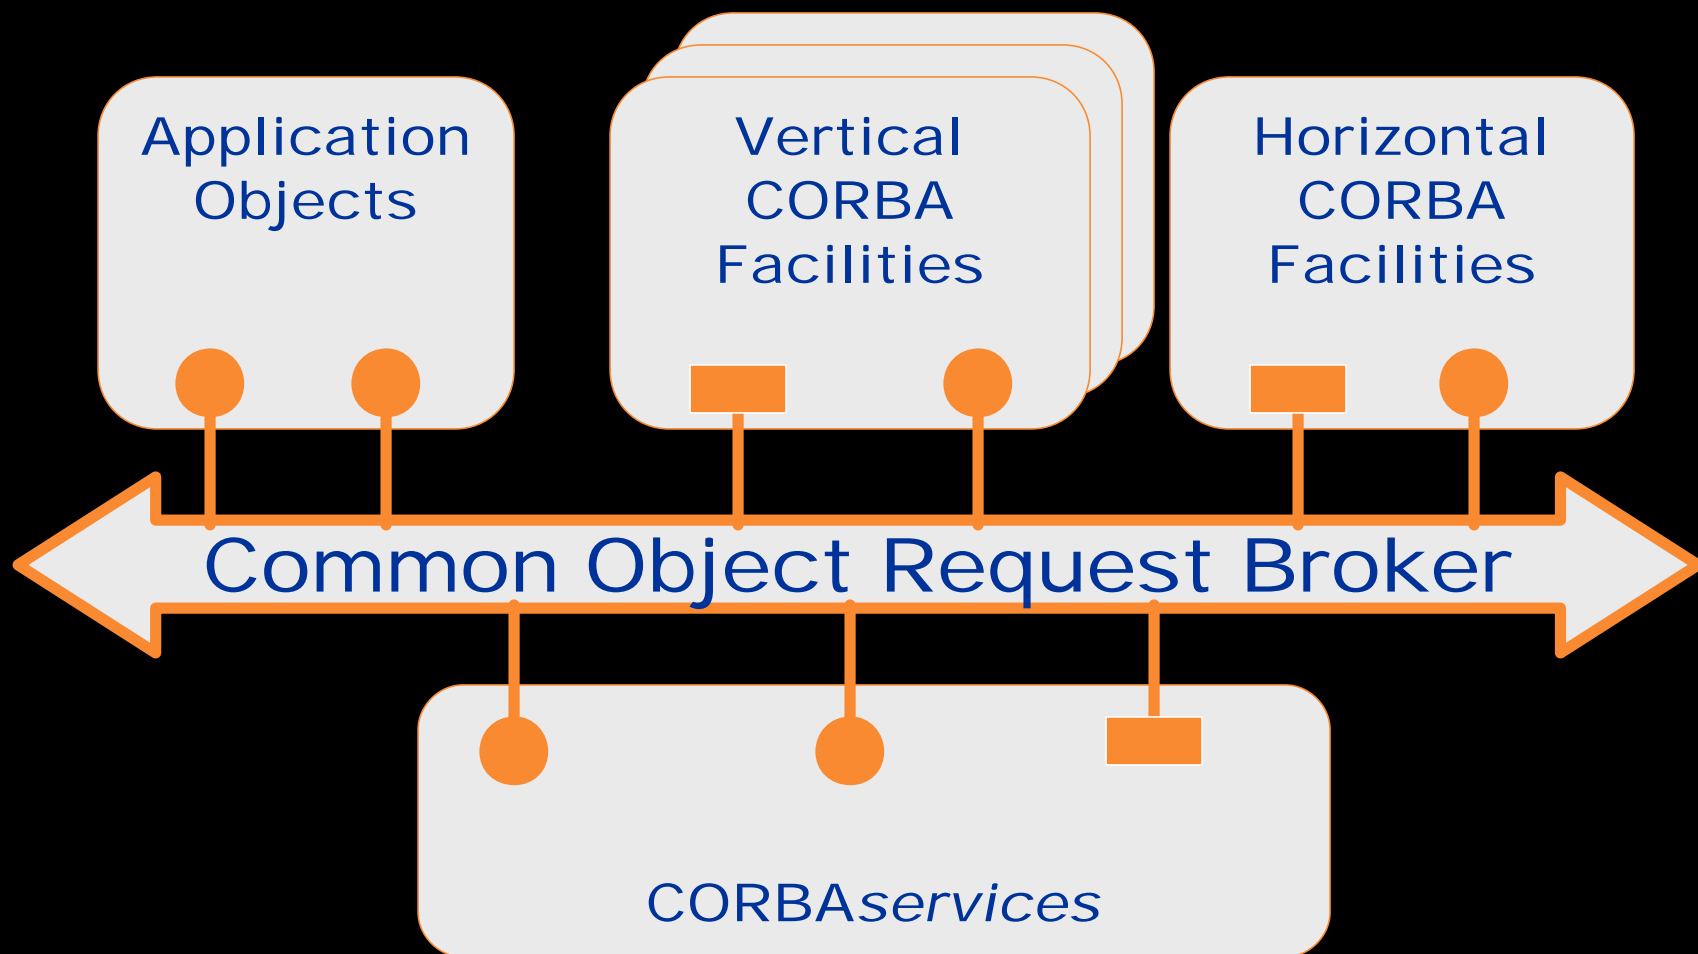 Application
Objects
Vertical
CORBA
Facilities
Horizontal
CORBA
Facilities
Common Object Request Broker
CORBAservices